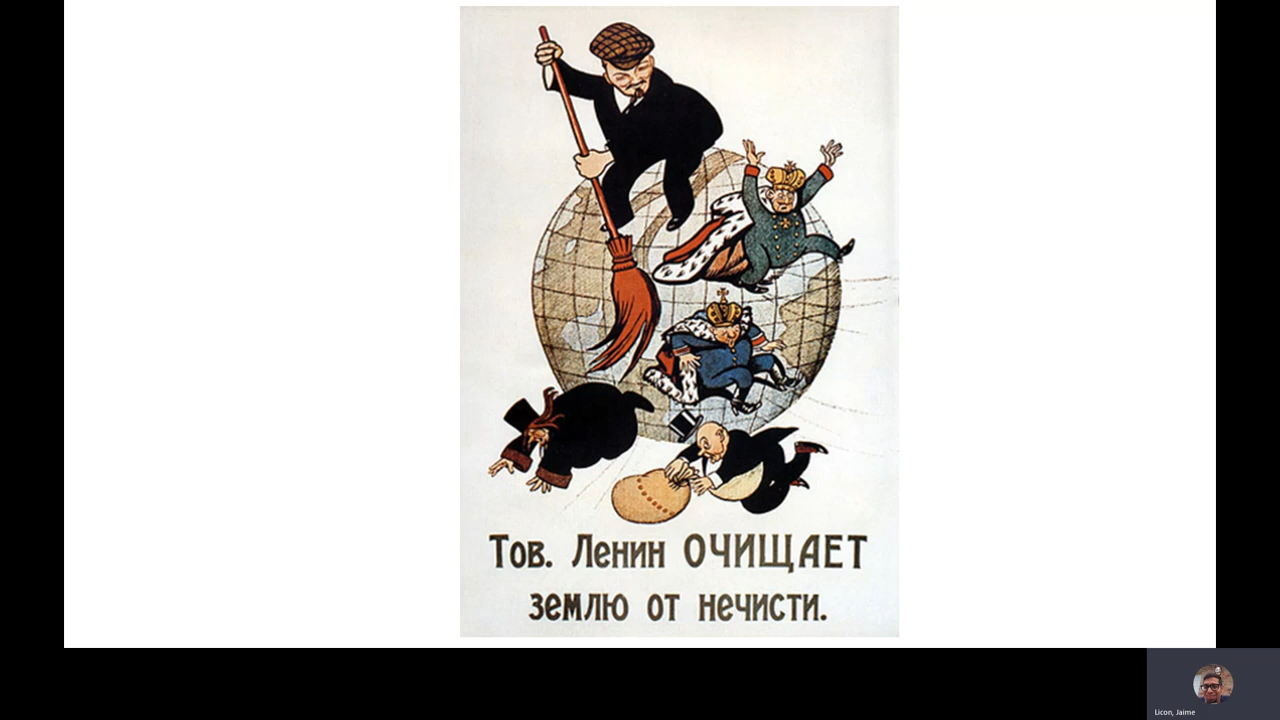 Тов. Ленин ОЧИЩАЕТ
землю от нечисти.
Licon, Jaime